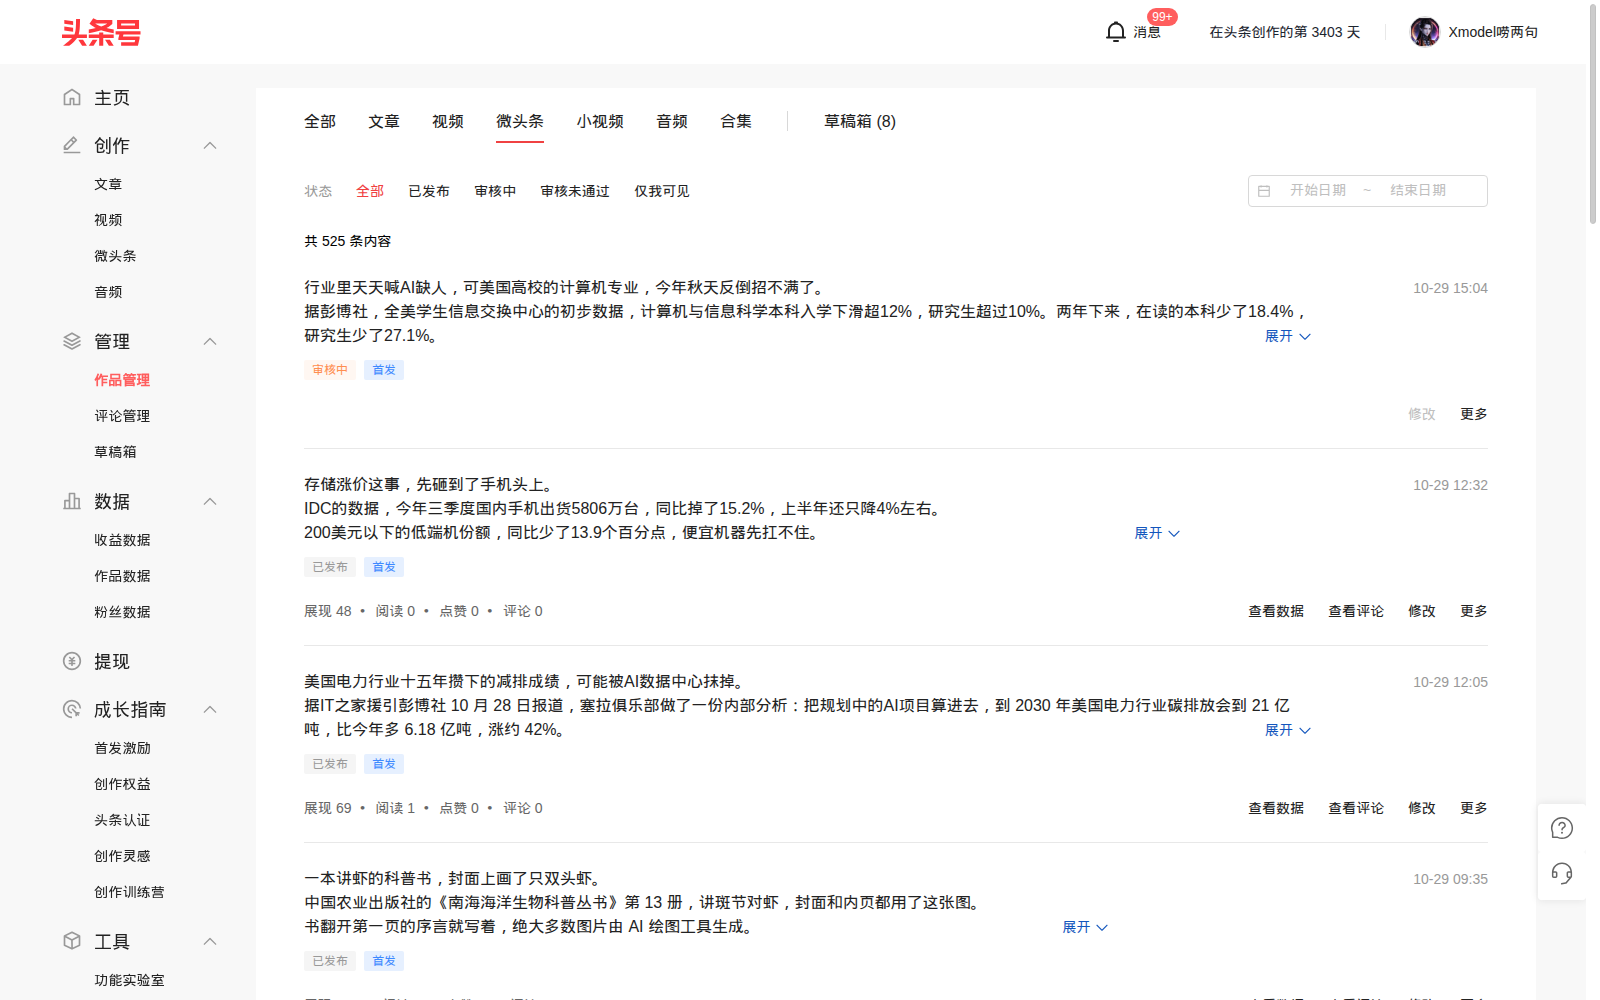 头条号
99+
消息
在头条创作的第 3403 天
Xmodel唠两句
主页
创作
文章
视频
微头条
音频
管理
作品管理
评论管理
草稿箱
数据
收益数据
作品数据
粉丝数据
提现
成长指南
首发激励
创作权益
头条认证
创作灵感
创作训练营
工具
功能实验室
全部 文章 视频 微头条 小视频 音频 合集 草稿箱 (8)
状态 全部 已发布 审核中 审核未通过 仅我可见
开始日期 ~ 结束日期
共 525 条内容
行业里天天喊AI缺人，可美国高校的计算机专业，今年秋天反倒招不满了。
10-29 15:04
据彭博社，全美学生信息交换中心的初步数据，计算机与信息科学本科入学下滑超12%，研究生超过10%。两年下来，在读的本科少了18.4%，
研究生少了27.1%。
展开
审核中 首发
修改 更多
存储涨价这事，先砸到了手机头上。
10-29 12:32
IDC的数据，今年三季度国内手机出货5806万台，同比掉了15.2%，上半年还只降4%左右。
200美元以下的低端机份额，同比少了13.9个百分点，便宜机器先扛不住。
展开
已发布 首发
展现 48 • 阅读 0 • 点赞 0 • 评论 0
查看数据 查看评论 修改 更多
美国电力行业十五年攒下的减排成绩，可能被AI数据中心抹掉。
10-29 12:05
据IT之家援引彭博社 10 月 28 日报道，塞拉俱乐部做了一份内部分析：把规划中的AI项目算进去，到 2030 年美国电力行业碳排放会到 21 亿
吨，比今年多 6.18 亿吨，涨约 42%。
展开
已发布 首发
展现 69 • 阅读 1 • 点赞 0 • 评论 0
查看数据 查看评论 修改 更多
一本讲虾的科普书，封面上画了只双头虾。
10-29 09:35
中国农业出版社的《南海海洋生物科普丛书》第 13 册，讲斑节对虾，封面和内页都用了这张图。
书翻开第一页的序言就写着，绝大多数图片由 AI 绘图工具生成。
展开
已发布 首发